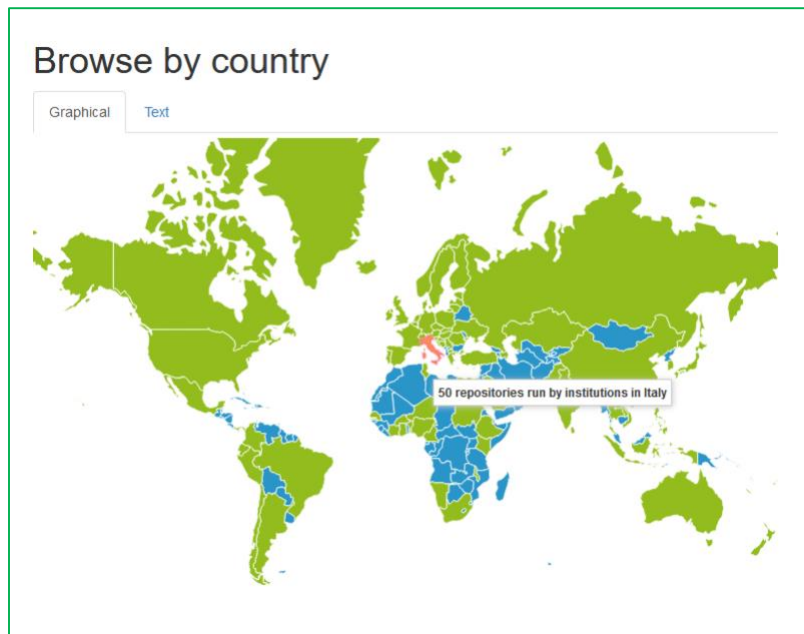 Browse by country
Graphical Text
50 repositories run by institutions in Italy